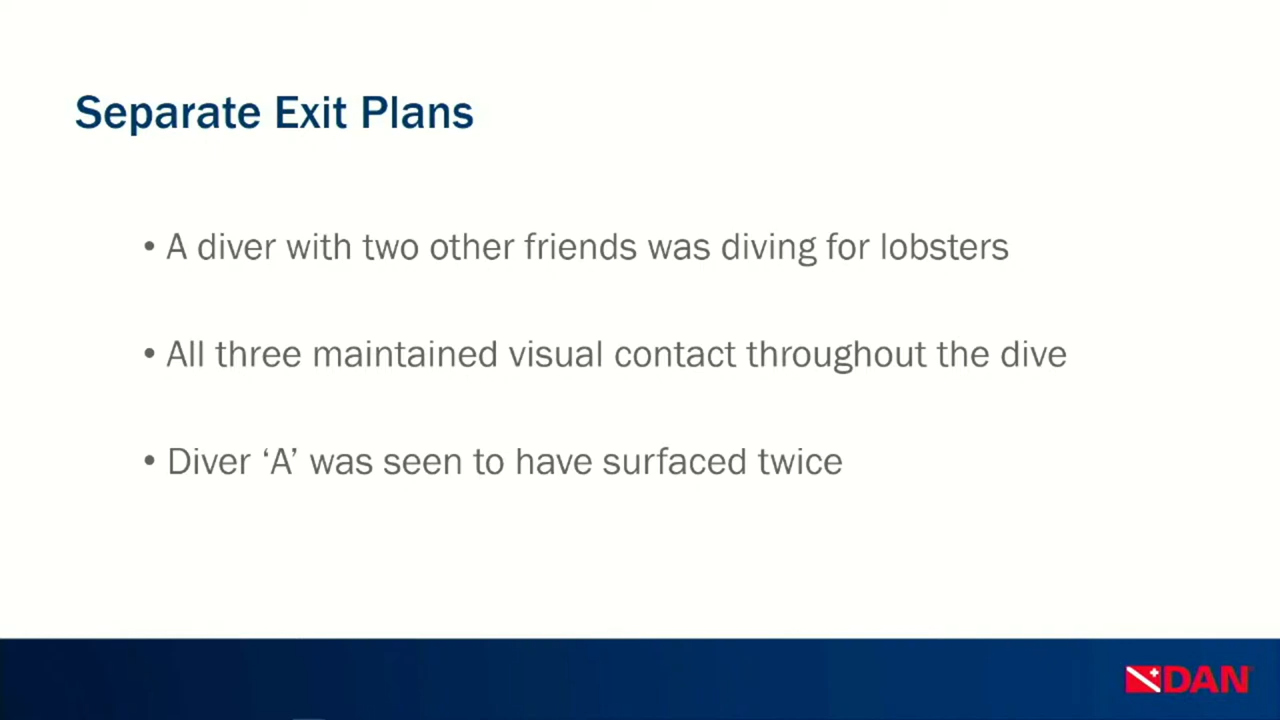 Separate Exit Plans
• A diver with two other friends was diving for lobsters
• All three maintained visual contact throughout the dive
• Diver ‘A’ was seen to have surfaced twice
DAN